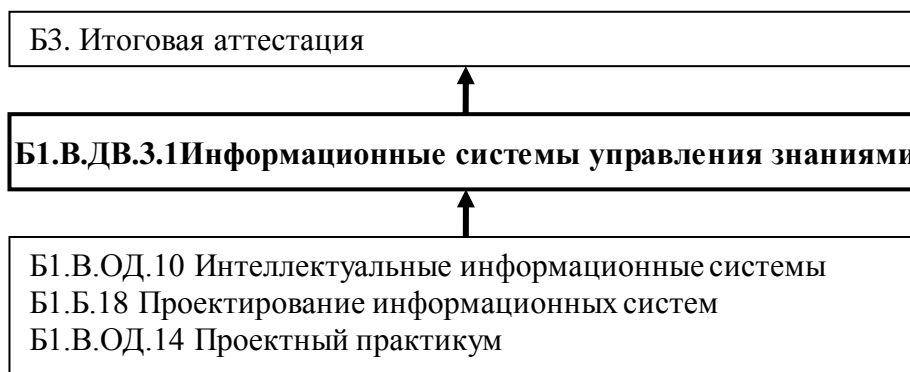 Б3. Итоговая аттестация
Б1.В.ДВ.3.1Информационные системы управления знаниями
Б1.В.ОД.10 Интеллектуальные информационные системы
Б1.Б.18 Проектирование информационных систем
Б1.В.ОД.14 Проектный практикум